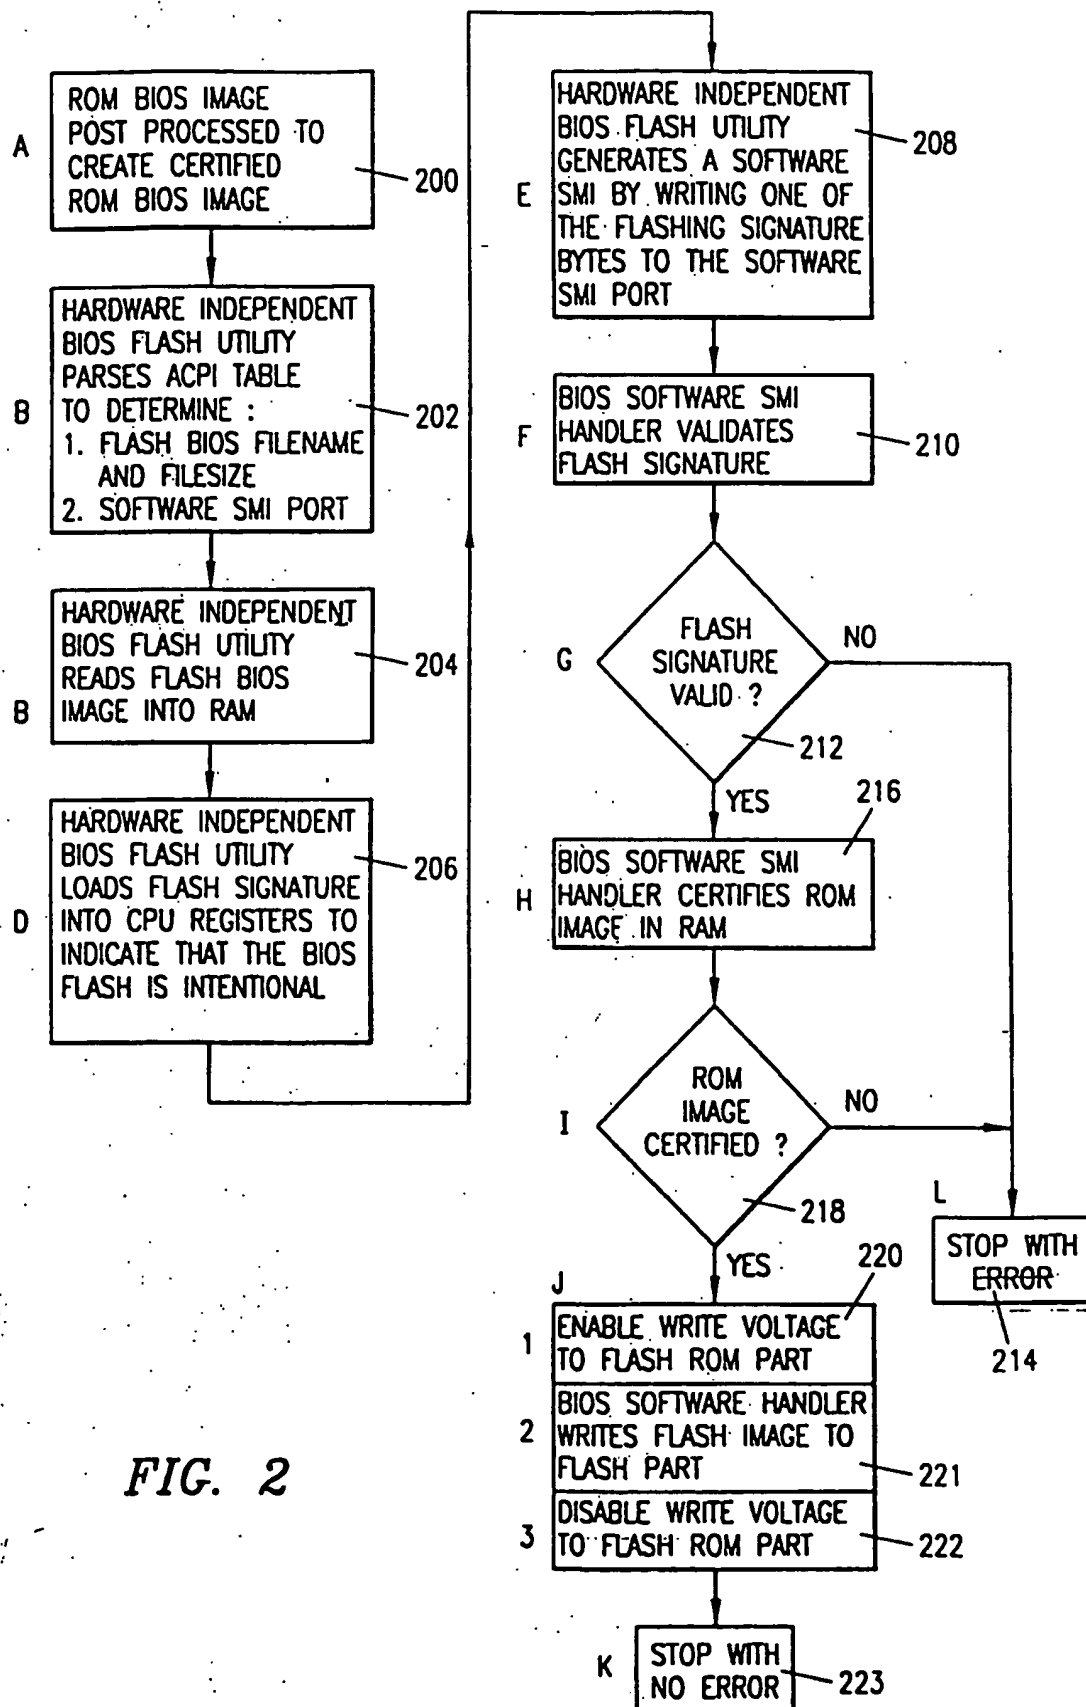 A
ROM BIOS IMAGE
POST PROCESSED TO
CREATE CERTIFIED
ROM BIOS IMAGE
200
B
HARDWARE INDEPENDENT
BIOS FLASH UTILITY
PARSES ACPI TABLE
TO DETERMINE :
1. FLASH BIOS FILENAME
AND FILESIZE
2. SOFTWARE SMI PORT
202
B
HARDWARE INDEPENDENT
BIOS FLASH UTILITY
READS FLASH BIOS
IMAGE INTO RAM
204
D
HARDWARE INDEPENDENT
BIOS FLASH UTILITY
LOADS FLASH SIGNATURE
INTO CPU REGISTERS TO
INDICATE THAT THE BIOS
FLASH IS INTENTIONAL
206
E
HARDWARE INDEPENDENT
BIOS FLASH UTILITY
GENERATES A SOFTWARE
SMI BY WRITING ONE OF
THE FLASHING SIGNATURE
BYTES TO THE SOFTWARE
SMI PORT
208
F
BIOS SOFTWARE SMI
HANDLER VALIDATES
FLASH SIGNATURE
210
G
FLASH
SIGNATURE
VALID ?
212
NO
YES
216
H
BIOS SOFTWARE SMI
HANDLER CERTIFIES ROM
IMAGE IN RAM
I
ROM
IMAGE
CERTIFIED ?
218
NO
YES
L
STOP WITH
ERROR
214
J
220
1
ENABLE WRITE VOLTAGE
TO FLASH ROM PART
2
BIOS SOFTWARE HANDLER
WRITES FLASH IMAGE TO
FLASH PART
221
3
DISABLE WRITE VOLTAGE
TO FLASH ROM PART
222
K
STOP WITH
NO ERROR
223
FIG. 2